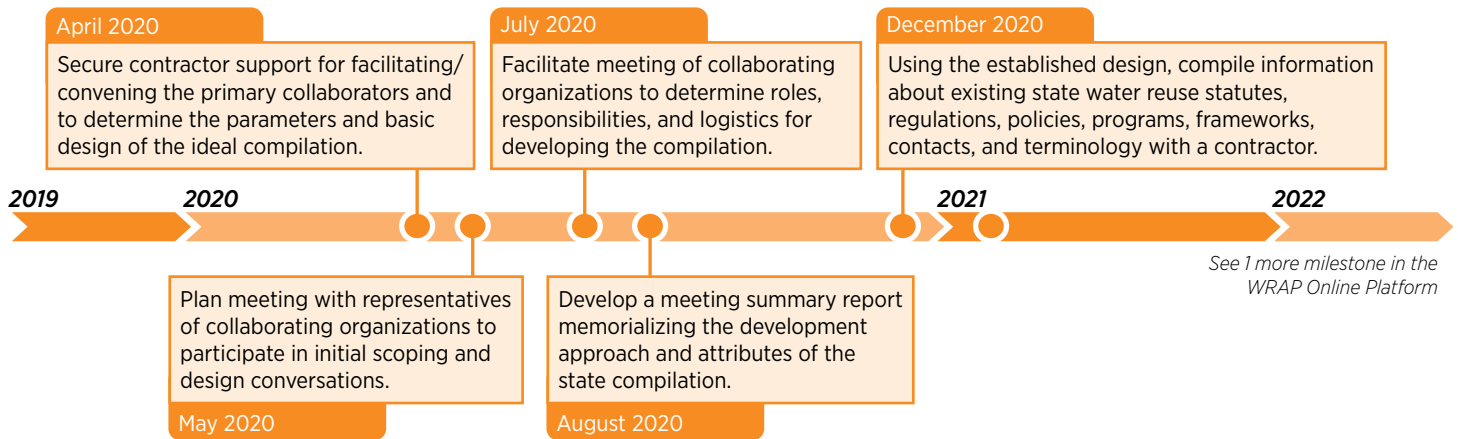 April 2020
Secure contractor support for facilitating/
convening the primary collaborators and
to determine the parameters and basic
design of the ideal compilation.
July 2020
Facilitate meeting of collaborating
organizations to determine roles,
responsibilities, and logistics for
developing the compilation.
December 2020
Using the established design, compile information
about existing state water reuse statutes,
regulations, policies, programs, frameworks,
contacts, and terminology with a contractor.
2019
2020
2021
2022
See 1 more milestone in the
WRAP Online Platform
Plan meeting with representatives
of collaborating organizations to
participate in initial scoping and
design conversations.
May 2020
Develop a meeting summary report
memorializing the development
approach and attributes of the
state compilation.
August 2020